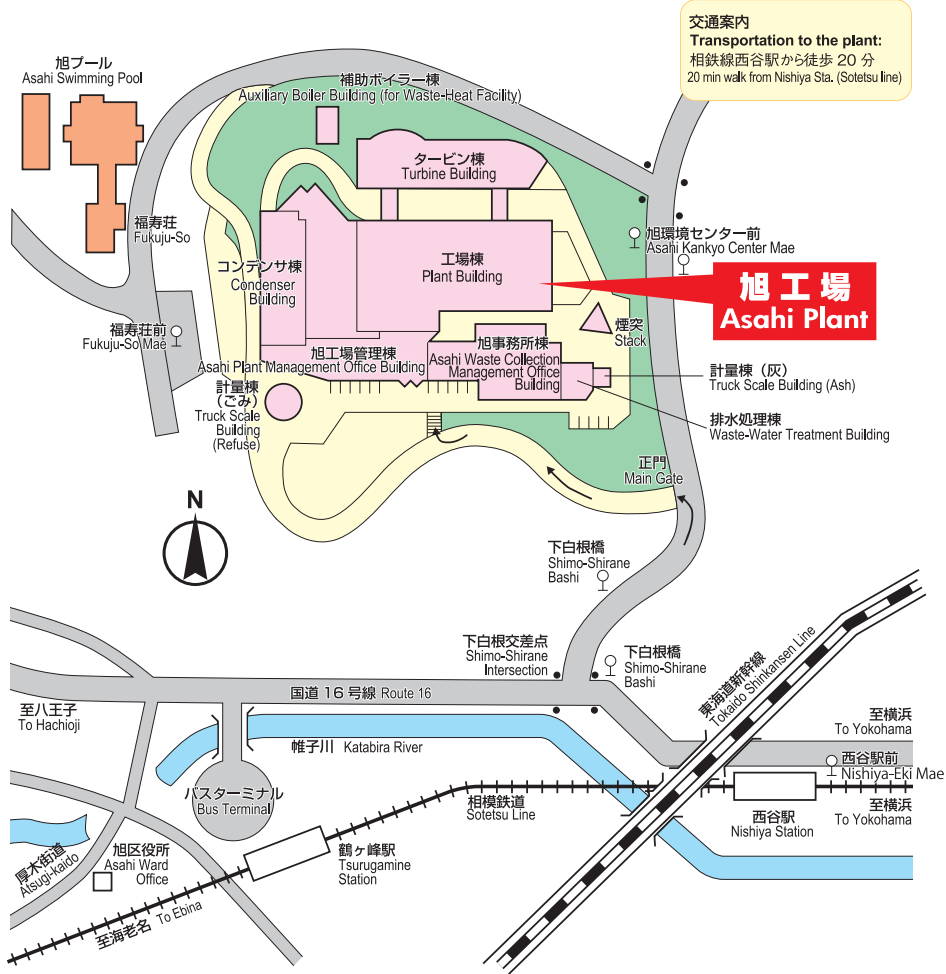 交通案内
Transportation to the plant:
相鉄線西谷駅から徒歩 20 分
20 min walk from Nishiya Sta. (Sotetsu line)
旭プール
Asahi Swimming Pool
補助ボイラー棟
Auxiliary Boiler Building (for Waste-Heat Facility)
タービン棟
Turbine Building
福寿荘
Fukuju-So
旭環境センター前
Asahi Kankyo Center Mae
コンデンサ棟
Condenser
Building
工場棟
Plant Building
旭工場
Asahi Plant
福寿荘前
Fukuju-So Mae
煙突
Stack
旭工場管理棟
Asahi Plant Management Office Building
旭事務所棟
Asahi Waste Collection
Management Office
Building
計量棟（灰）
Truck Scale Building (Ash)
計量棟
（ごみ）
Truck Scale
Building
(Refuse)
排水処理棟
Waste-Water Treatment Building
正門
Main Gate
N
下白根橋
Shimo-Shirane
Bashi
下白根交差点
Shimo-Shirane
Intersection
下白根橋
Shimo-Shirane
Bashi
東海道新幹線
Tokaido Shinkansen Line
国道 16 号線 Route 16
至八王子
To Hachioji
至横浜
To Yokohama
帷子川 Katabira River
西谷駅前
Nishiya-Eki Mae
バスターミナル
Bus Terminal
相模鉄道
Sotetsu Line
西谷駅
Nishiya Station
至横浜
To Yokohama
厚木街道
Atsugi-kaido
旭区役所
Asahi Ward
Office
鶴ヶ峰駅
Tsurugamine
Station
至海老名 To Ebina